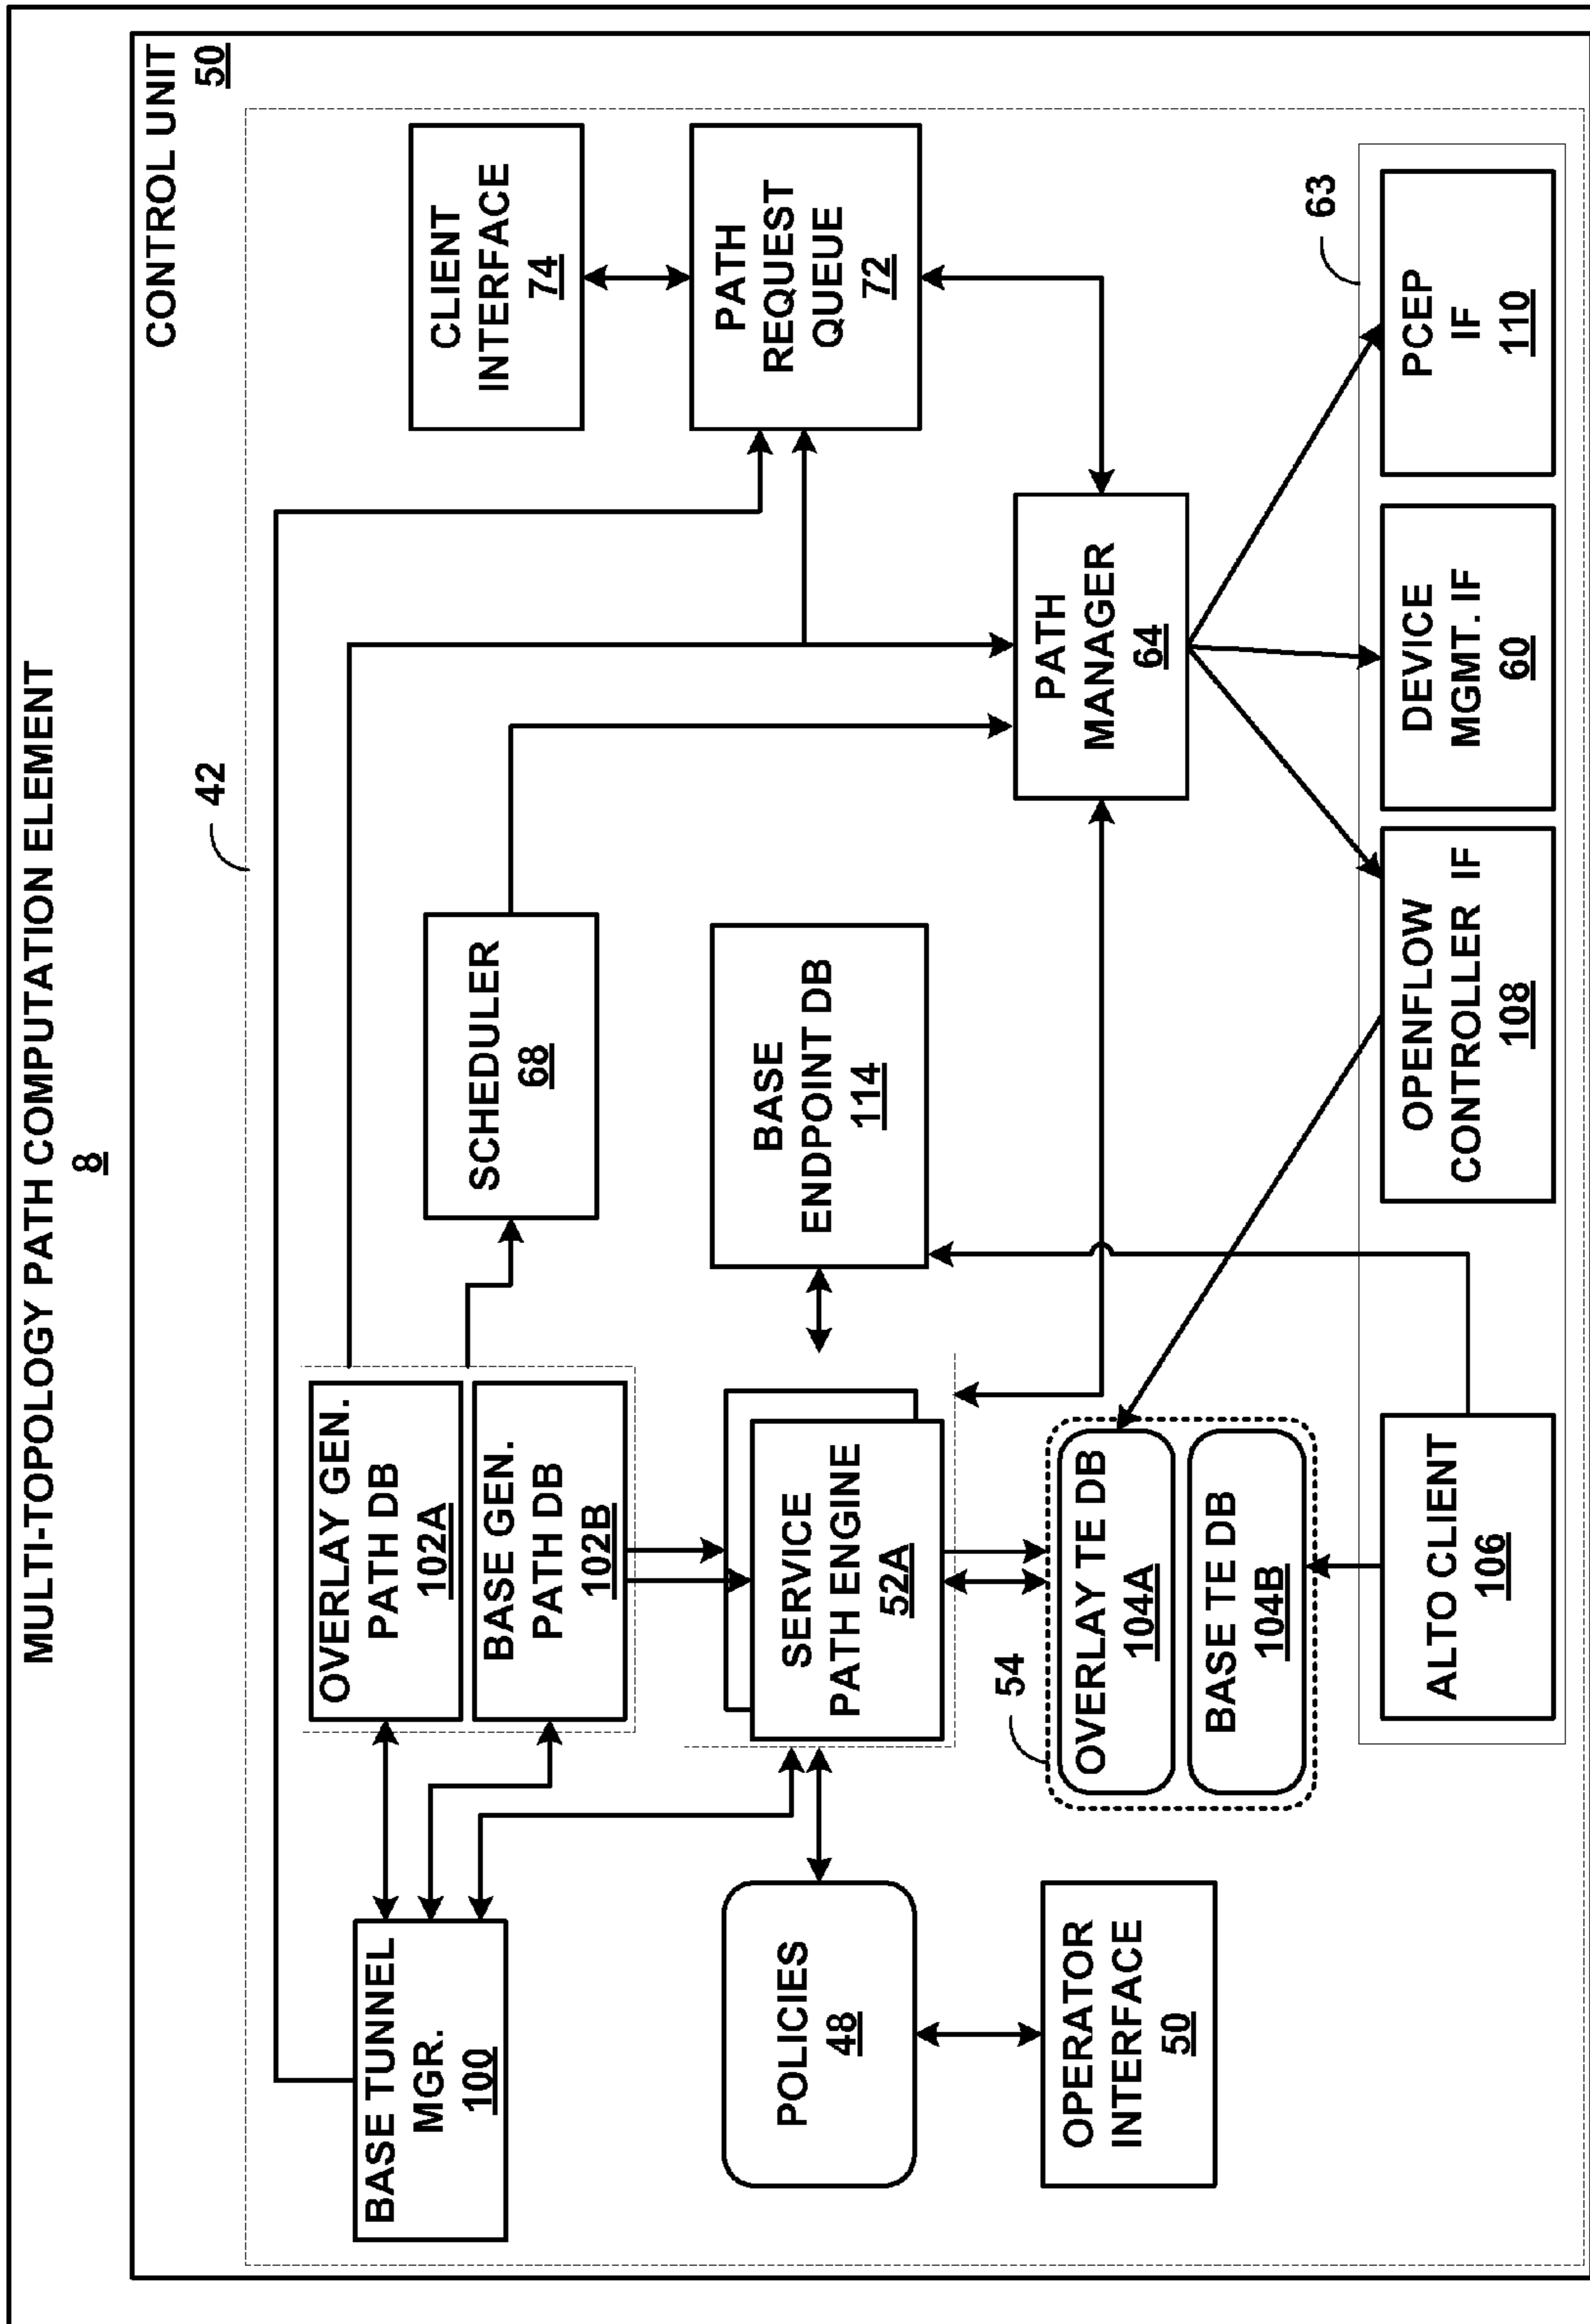 MULTI-TOPOLOGY PATH COMPUTATION ELEMENT
8
CONTROL UNIT
50
42
BASE TUNNEL
MGR.
100
OVERLAY GEN.
PATH DB
102A
BASE GEN.
PATH DB
102B
SCHEDULER
68
CLIENT
INTERFACE
74
POLICIES
48
SERVICE
PATH ENGINE
52A
BASE
ENDPOINT DB
114
PATH
REQUEST
QUEUE
72
OPERATOR
INTERFACE
50
54
OVERLAY TE DB
104A
BASE TE DB
104B
PATH
MANAGER
64
63
ALTO CLIENT
106
OPENFLOW
CONTROLLER IF
108
DEVICE
MGMT. IF
60
PCEP
IF
110